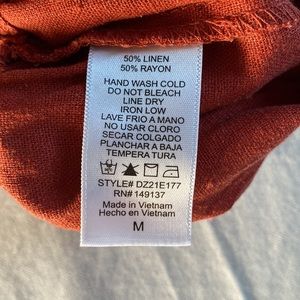 50% LINEN
50% RAYON
HAND WASH COLD
DO NOT BLEACH
LINE DRY
IRON LOW
LAVE FRIO A MANO
NO USAR CLORO
SECAR COLGADO
PLANCHAR A BAJA
TEMPERA TURA
STYLE# DZ21E177
RN# 149137
Made in Vietnam
Hecho en Vietnam
M